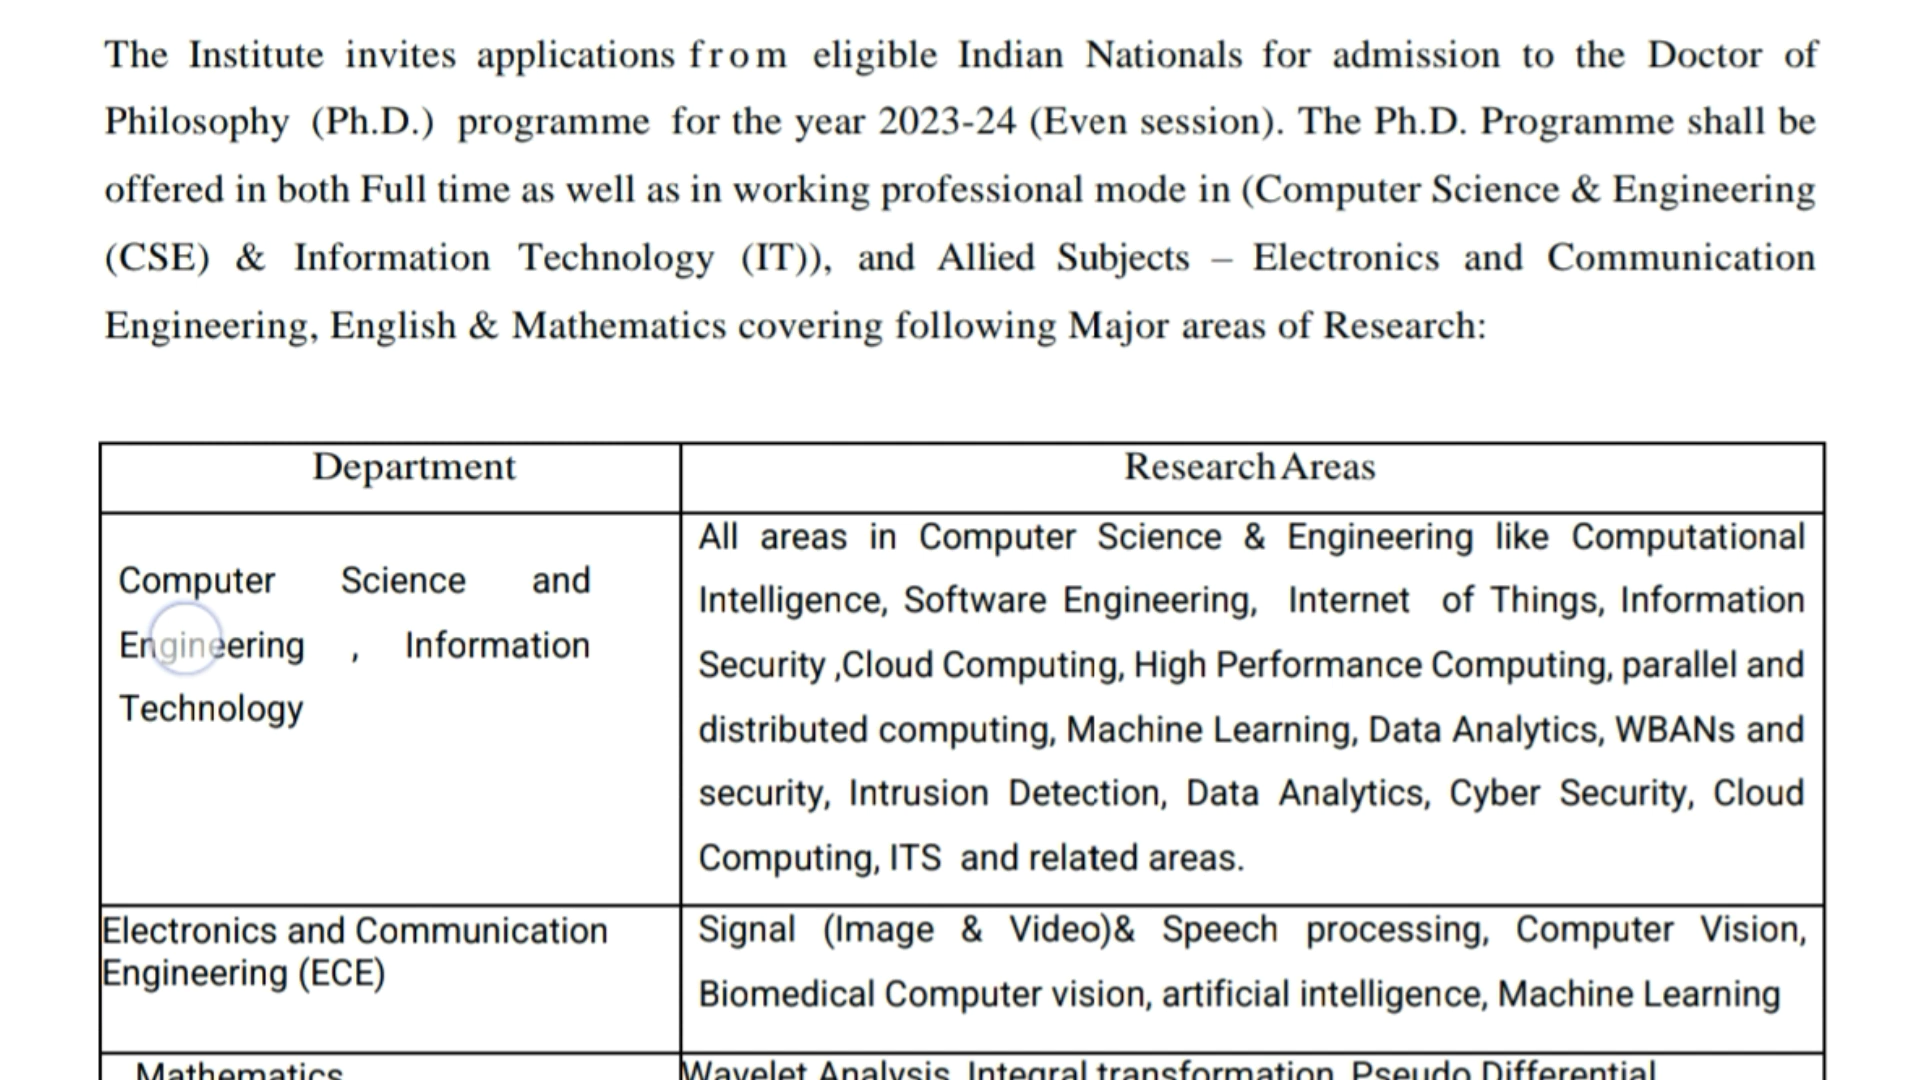 The Institute invites applications from eligible Indian Nationals for admission to the Doctor of
Philosophy (Ph.D.) programme for the year 2023-24 (Even session). The Ph.D. Programme shall be
offered in both Full time as well as in working professional mode in (Computer Science & Engineering
(CSE) & Information Technology (IT)), and Allied Subjects – Electronics and Communication
Engineering, English & Mathematics covering following Major areas of Research:
Department
Research Areas
Computer Science and
Engineering , Information
Technology
All areas in Computer Science & Engineering like Computational
Intelligence, Software Engineering, Internet of Things, Information
Security ,Cloud Computing, High Performance Computing, parallel and
distributed computing, Machine Learning, Data Analytics, WBANs and
security, Intrusion Detection, Data Analytics, Cyber Security, Cloud
Computing, ITS and related areas.
Electronics and Communication
Engineering (ECE)
Signal (Image & Video)& Speech processing, Computer Vision,
Biomedical Computer vision, artificial intelligence, Machine Learning
Mathematics
Wavelet Analysis, Integral transformation, Pseudo Differential